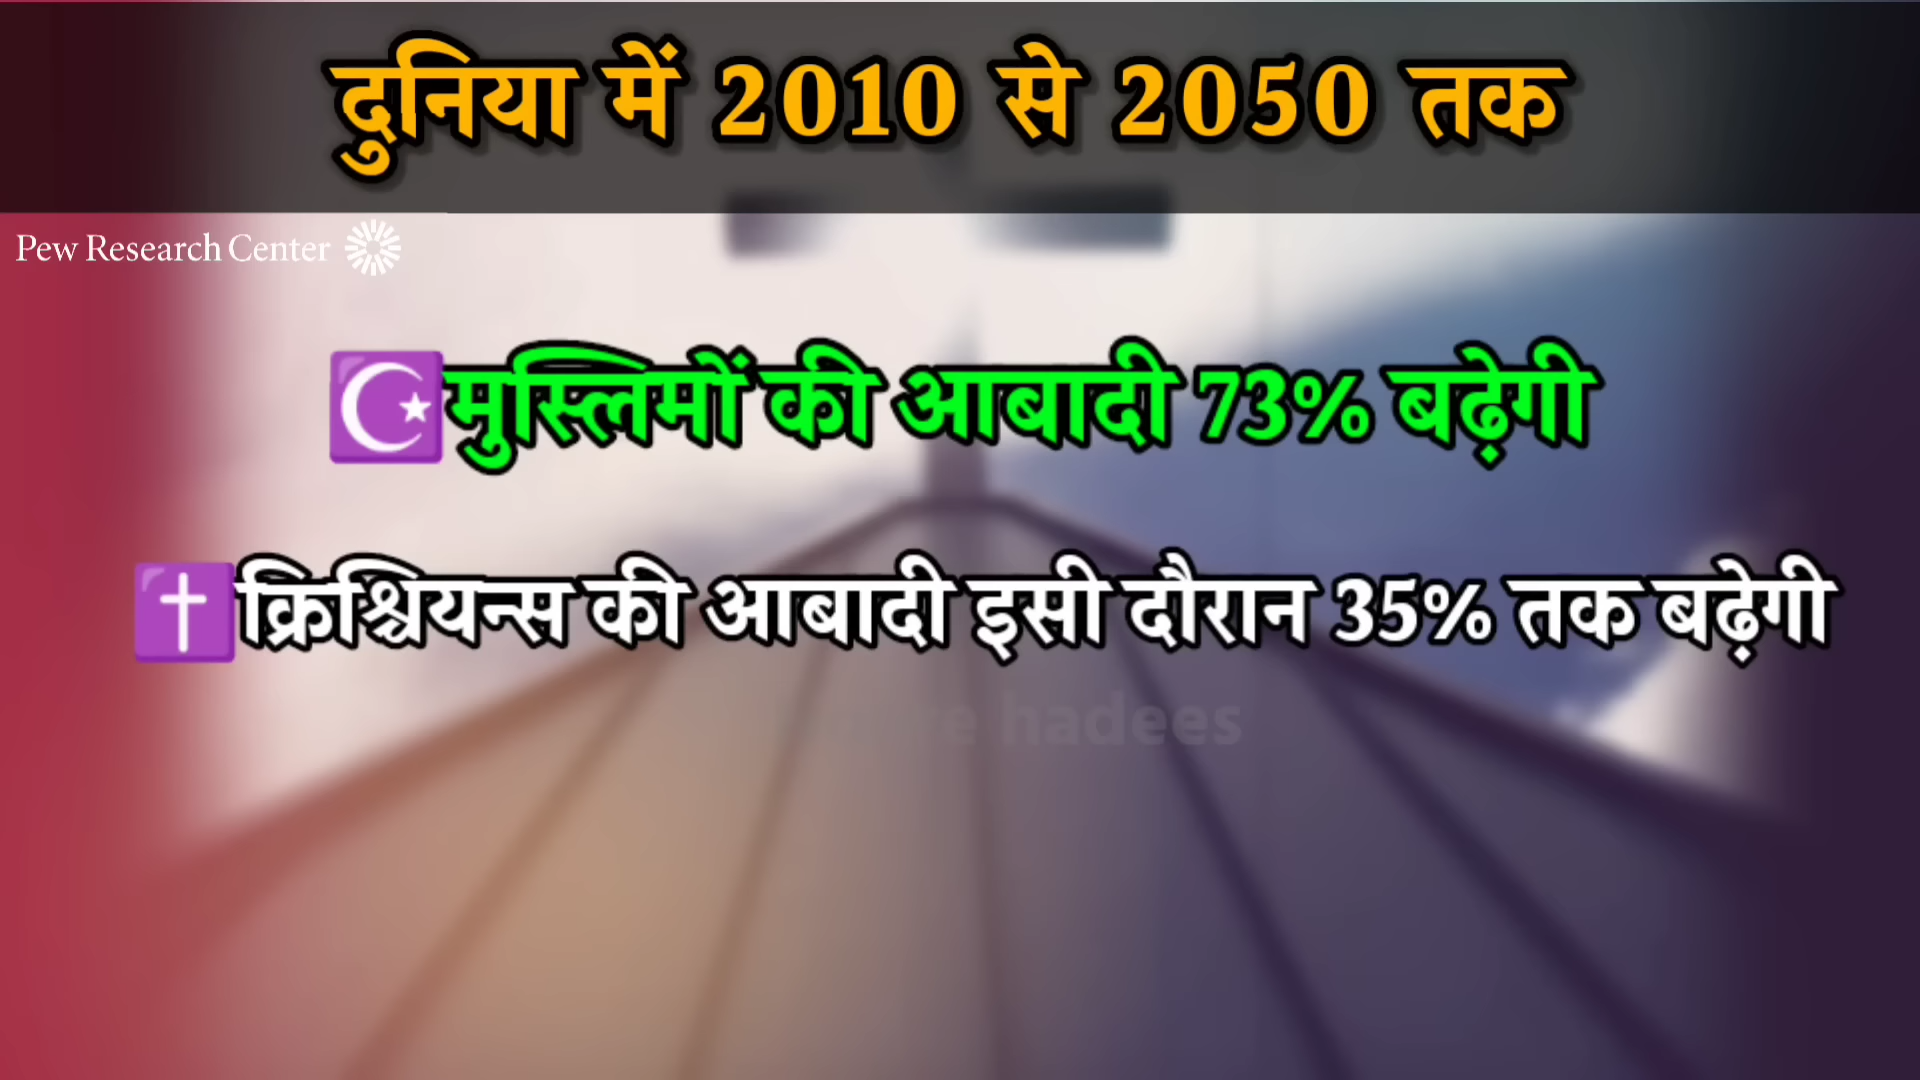 दुनिया में 2010 से 2050 तक
Pew Research Center
मुस्लिमों की आबादी 73% बढ़ेगी
क्रिश्चियन्स की आबादी इसी दौरान 35% तक बढ़ेगी
hadees